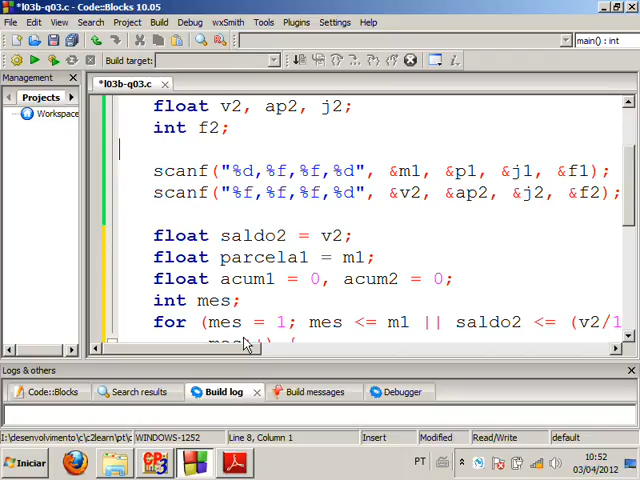 *l03b-q03.c - Code::Blocks 10.05
File Edit View Search Project Build Debug wxSmith Tools Plugins Settings Help
main() : int
Build target:
Management
Projects
Workspace
*l03b-q03.c
float v2, ap2, j2;
int f2;
scanf("%d,%f,%f,%d", &m1, &p1, &j1, &f1);
scanf("%f,%f,%f,%d", &v2, &ap2, &j2, &f2);
float saldo2 = v2;
float parcela1 = m1;
float acum1 = 0, acum2 = 0;
int mes;
for (mes = 1; mes <= m1 || saldo2 <= (v2/1
Logs & others
Code::Blocks
Search results
Build log
Build messages
Debugger
I:\desenvolvimento\c\c2learn\pt\c
WINDOWS-1252
Line 8, Column 1
Insert
Modified
Read/Write
default
Iniciar
PT
10:52
03/04/2012